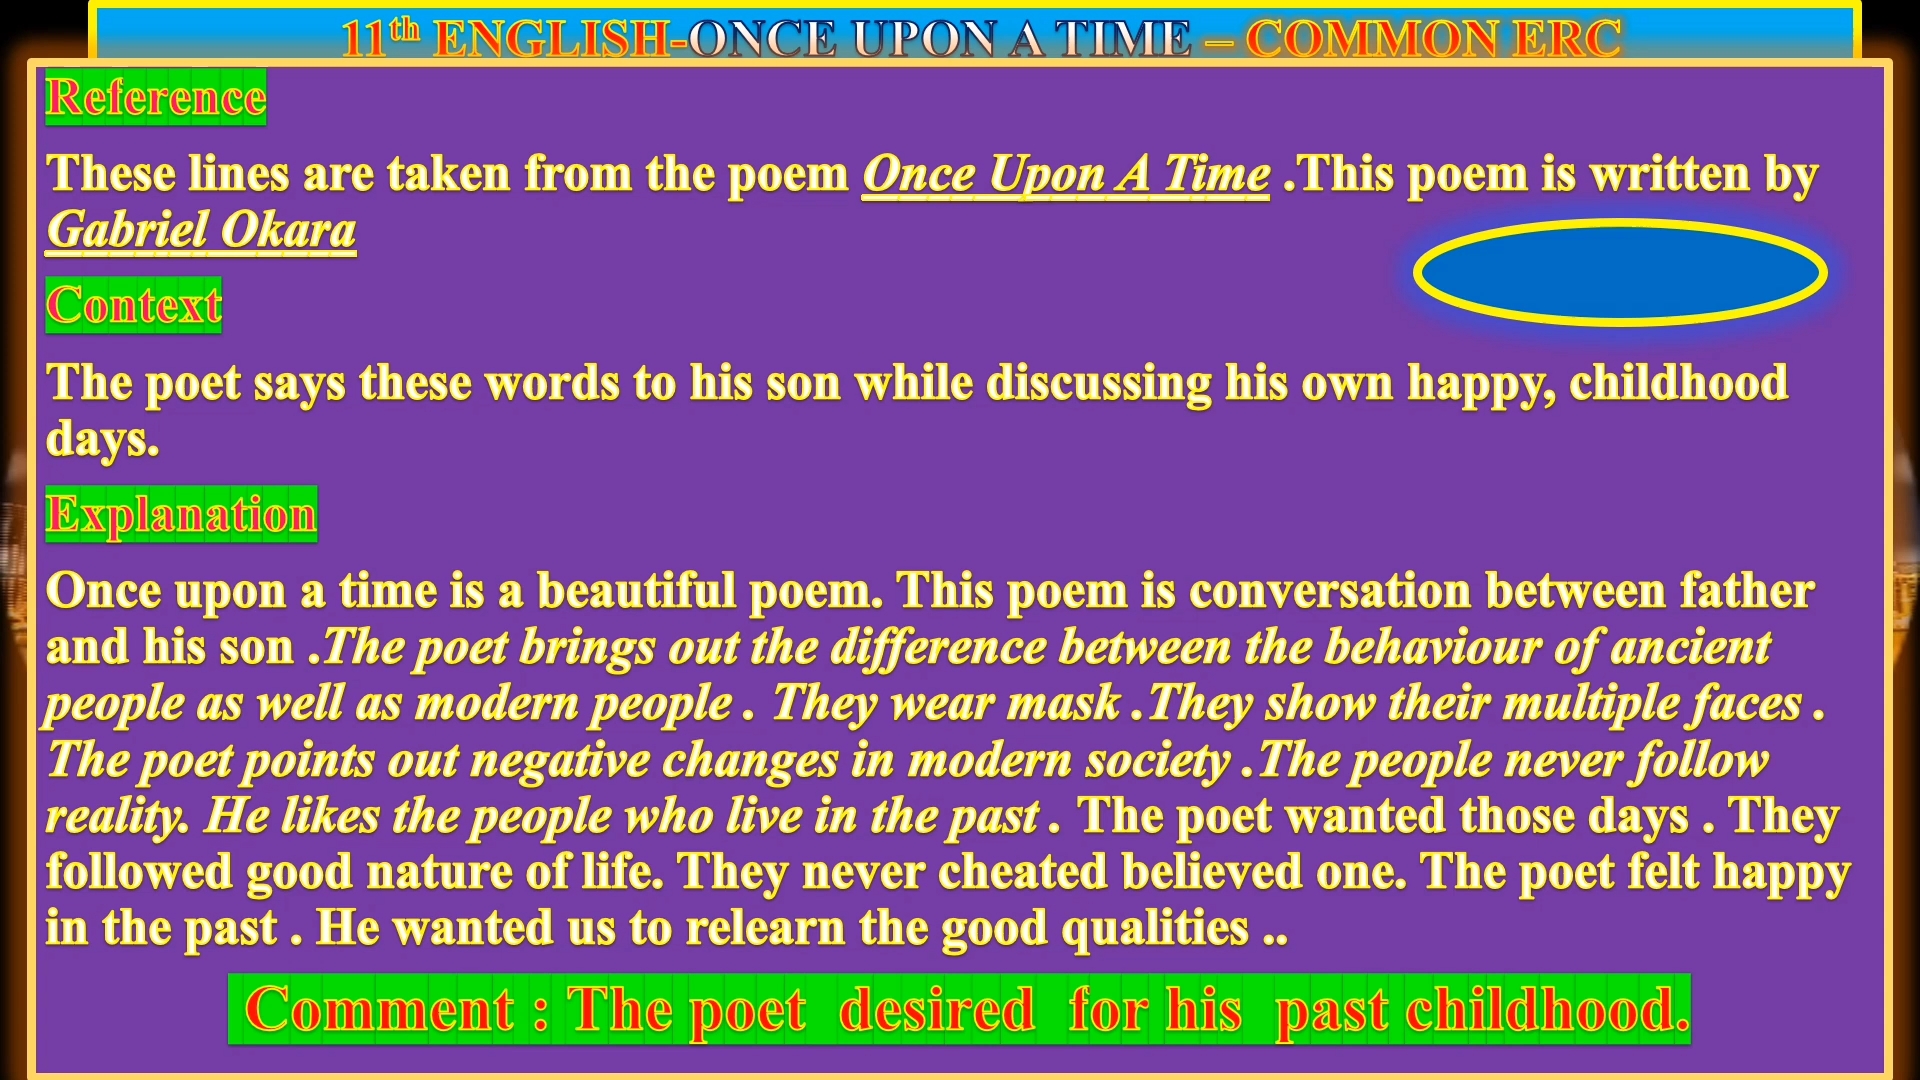 11th ENGLISH-ONCE UPON A TIME – COMMON ERC
Reference
These lines are taken from the poem Once Upon A Time .This poem is written by
Gabriel Okara
Context
The poet says these words to his son while discussing his own happy, childhood
days.
Explanation
Once upon a time is a beautiful poem. This poem is conversation between father
and his son .The poet brings out the difference between the behaviour of ancient
people as well as modern people . They wear mask .They show their multiple faces .
The poet points out negative changes in modern society .The people never follow
reality. He likes the people who live in the past . The poet wanted those days . They
followed good nature of life. They never cheated believed one. The poet felt happy
in the past . He wanted us to relearn the good qualities ..
Comment : The poet desired for his past childhood.